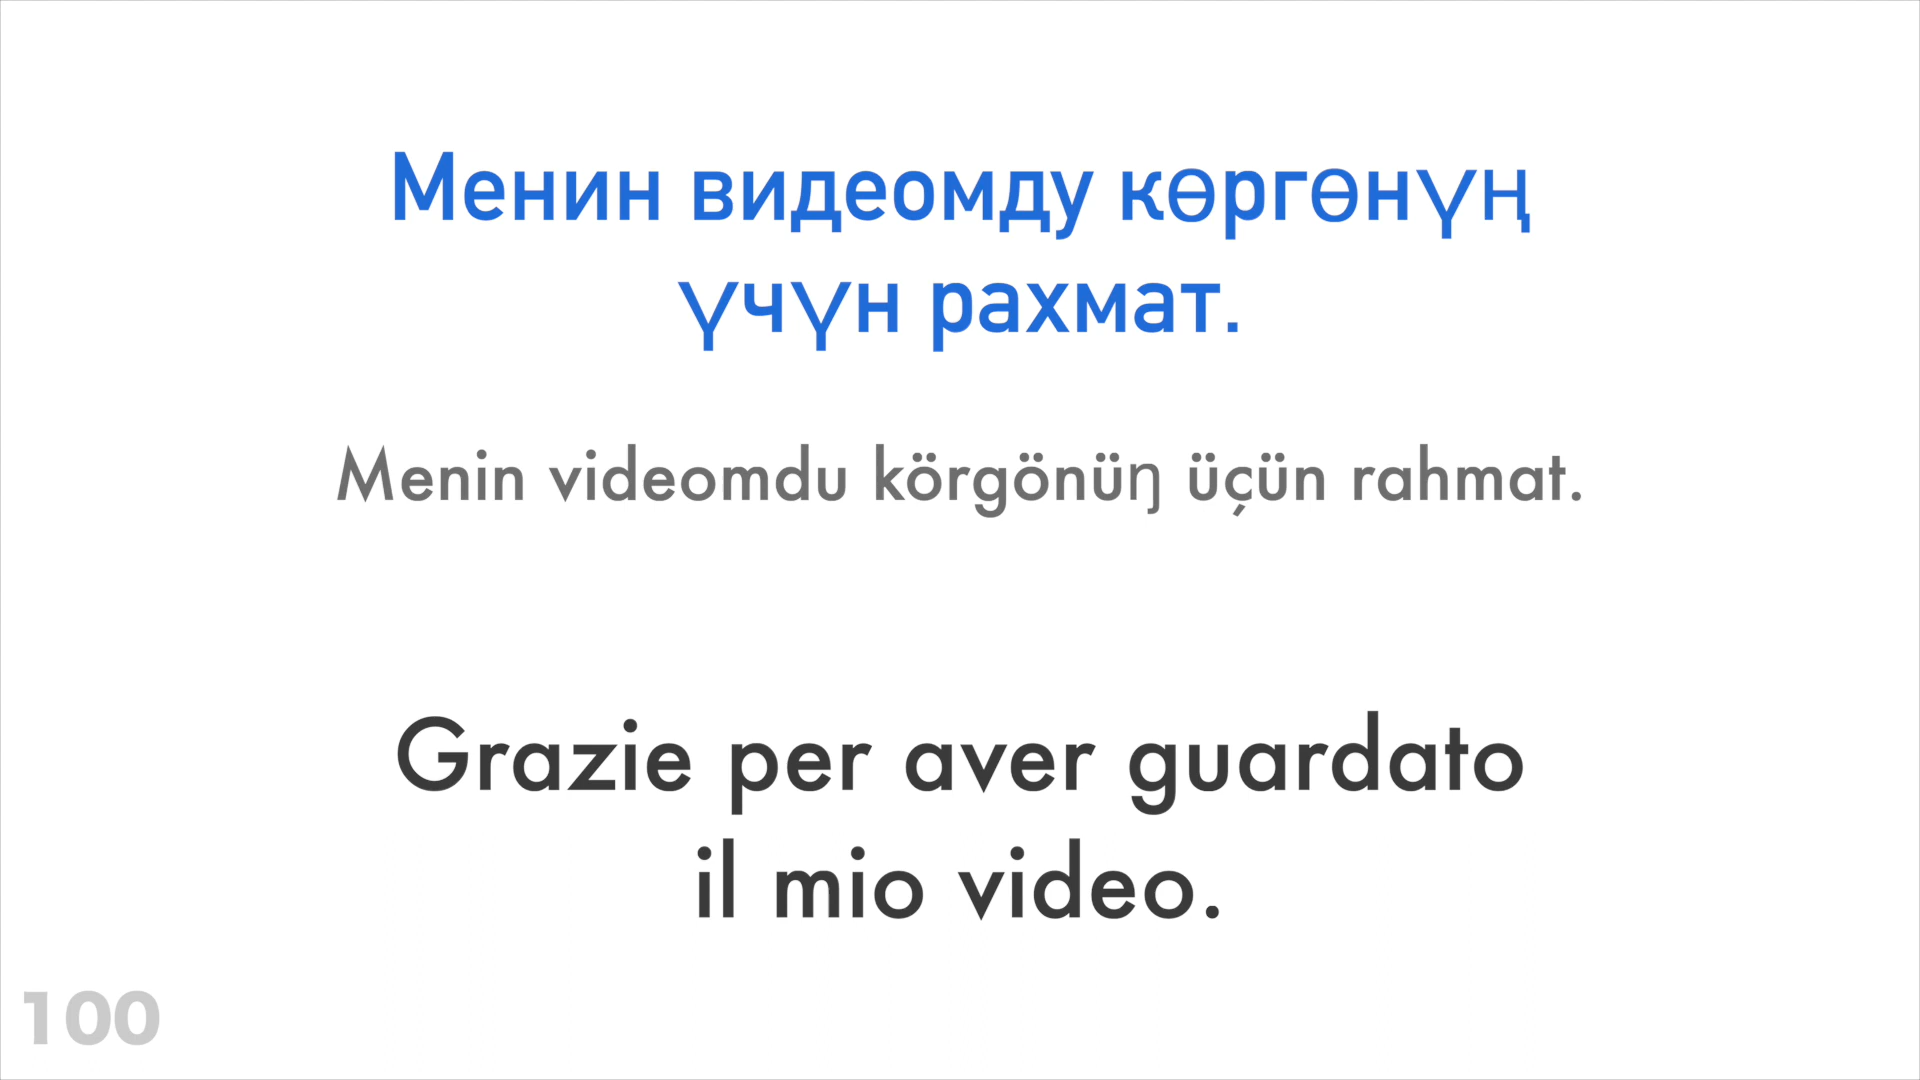 Менин видеомду көргөнүң
үчүн рахмат.
Menin videomdu körgönüŋ üçün rahmat.
Grazie per aver guardato
il mio video.
100